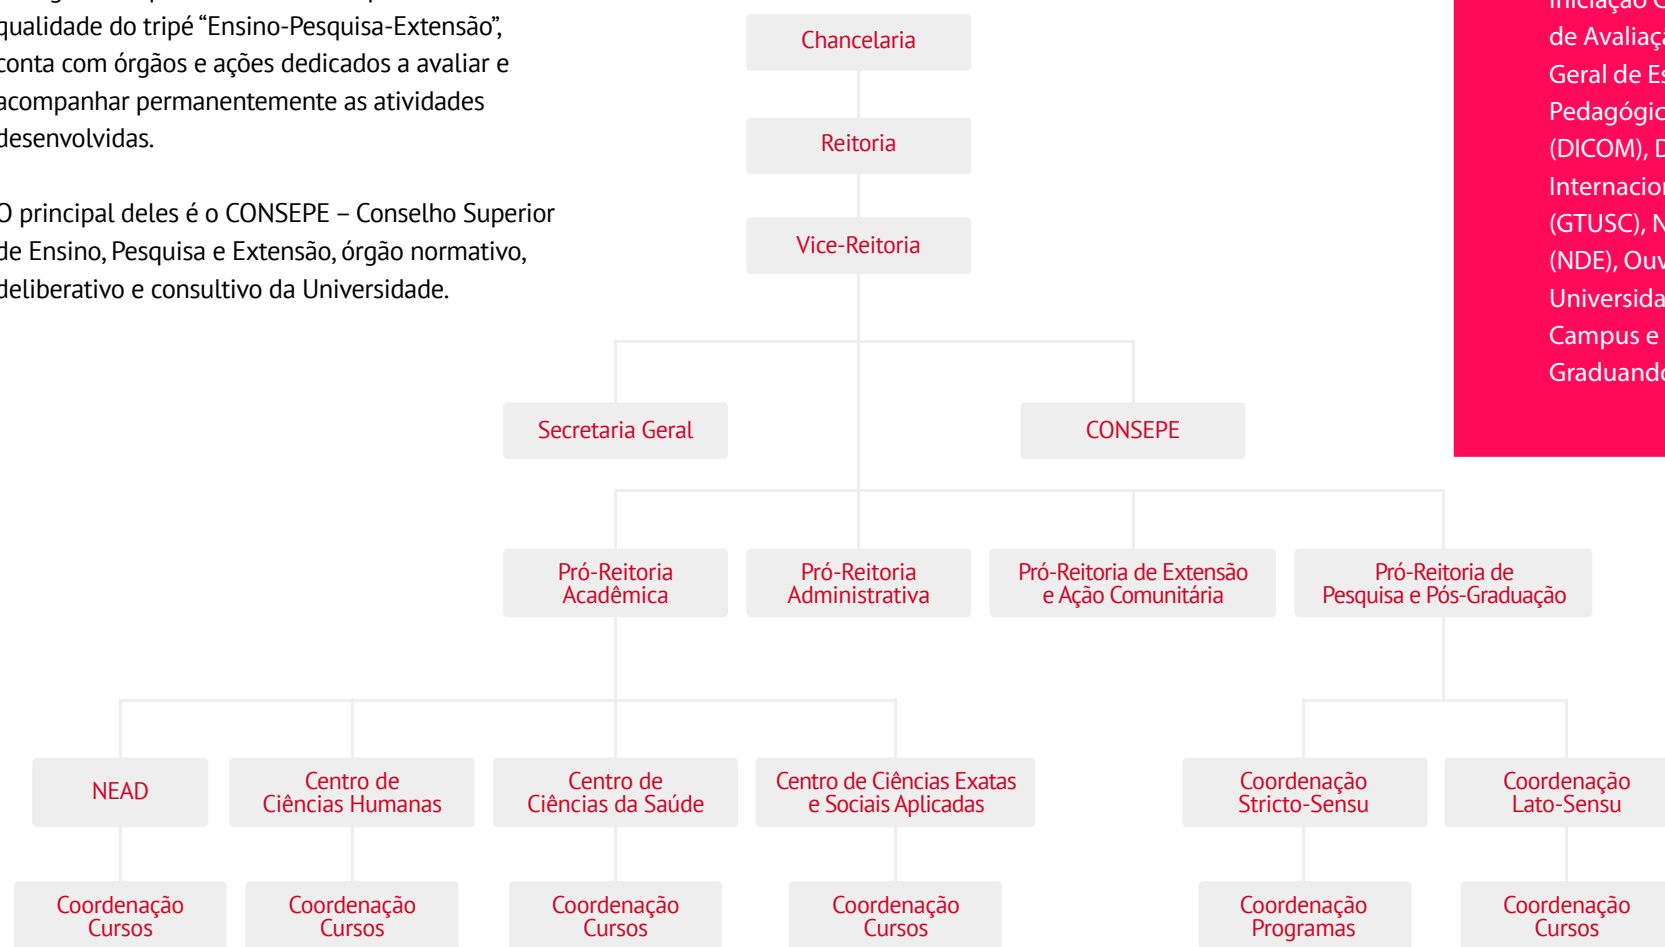 qualidade do tripé “Ensino-Pesquisa-Extensão”,
conta com órgãos e ações dedicados a avaliar e
acompanhar permanentemente as atividades
desenvolvidas.
O principal deles é o CONSEPE – Conselho Superior
de Ensino, Pesquisa e Extensão, órgão normativo,
deliberativo e consultivo da Universidade.
Chancelaria
Reitoria
Vice-Reitoria
Secretaria Geral
CONSEPE
Pró-Reitoria
Acadêmica
Pró-Reitoria
Administrativa
Pró-Reitoria de Extensão
e Ação Comunitária
Pró-Reitoria de
Pesquisa e Pós-Graduação
NEAD
Centro de
Ciências Humanas
Centro de
Ciências da Saúde
Centro de Ciências Exatas
e Sociais Aplicadas
Coordenação
Stricto-Sensu
Coordenação
Lato-Sensu
Coordenação
Cursos
Coordenação
Cursos
Coordenação
Cursos
Coordenação
Cursos
Coordenação
Programas
Coordenação
Cursos
Iniciação
de
Geral de
(DICOM),
(GTUSC),
(NDE),
Campus e